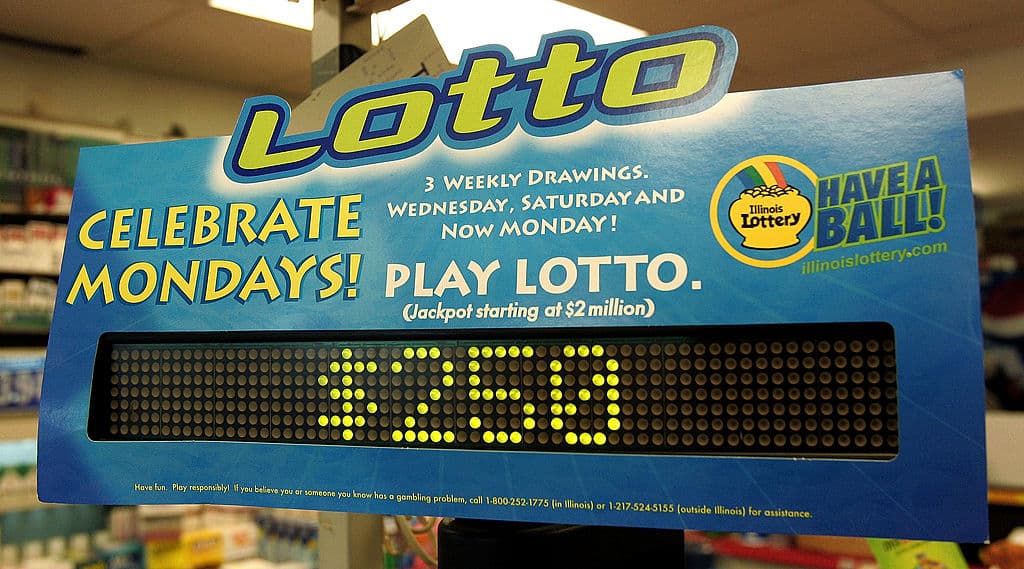 Lotto
CELEBRATE
MONDAYS!
3 WEEKLY DRAWINGS.
WEDNESDAY, SATURDAY AND
NOW MONDAY!
PLAY LOTTO.
(Jackpot starting at $2 million)
Illinois
Lottery
HAVE A
BALL!
illinoislottery.com
$250
Have fun. Play responsibly! If you believe you or someone you know has a gambling problem, call 1-800-252-1775 (in Illinois) or 1-217-524-5155 (outside Illinois) for assistance.